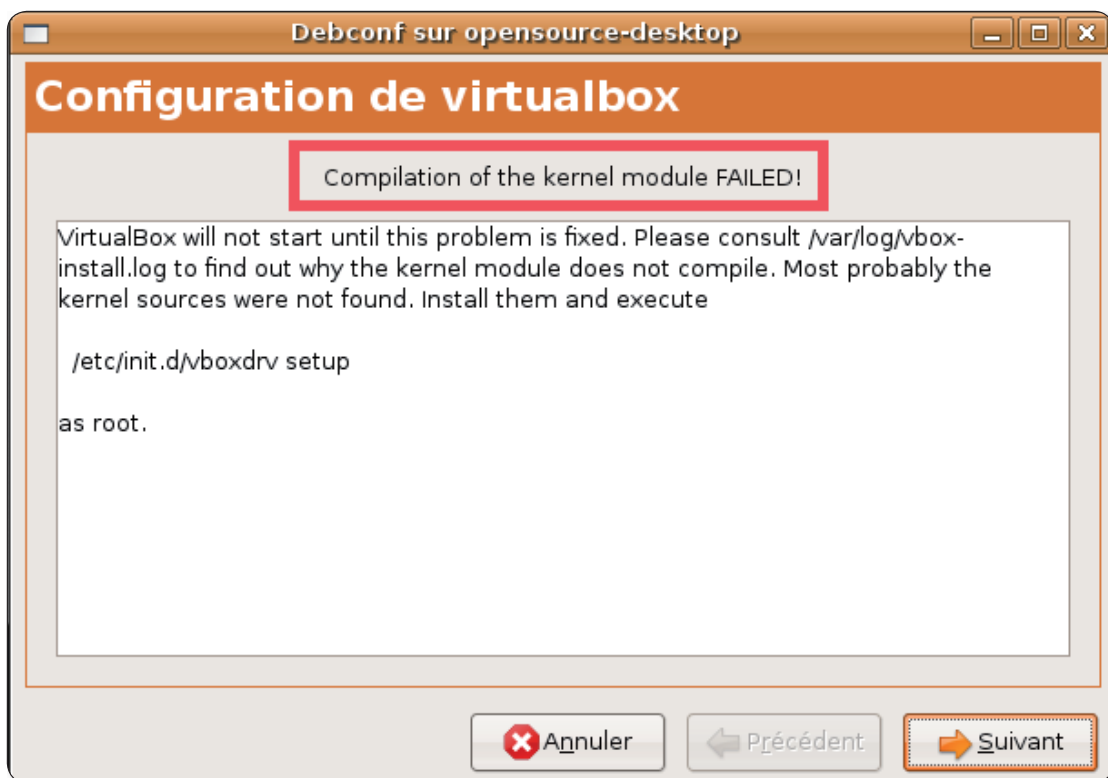 Debconf sur opensource-desktop
Configuration de virtualbox
Compilation of the kernel module FAILED!
VirtualBox will not start until this problem is fixed. Please consult /var/log/vbox-
install.log to find out why the kernel module does not compile. Most probably the
kernel sources were not found. Install them and execute
/etc/init.d/vboxdrv setup
as root.
Annuler
Précédent
Suivant